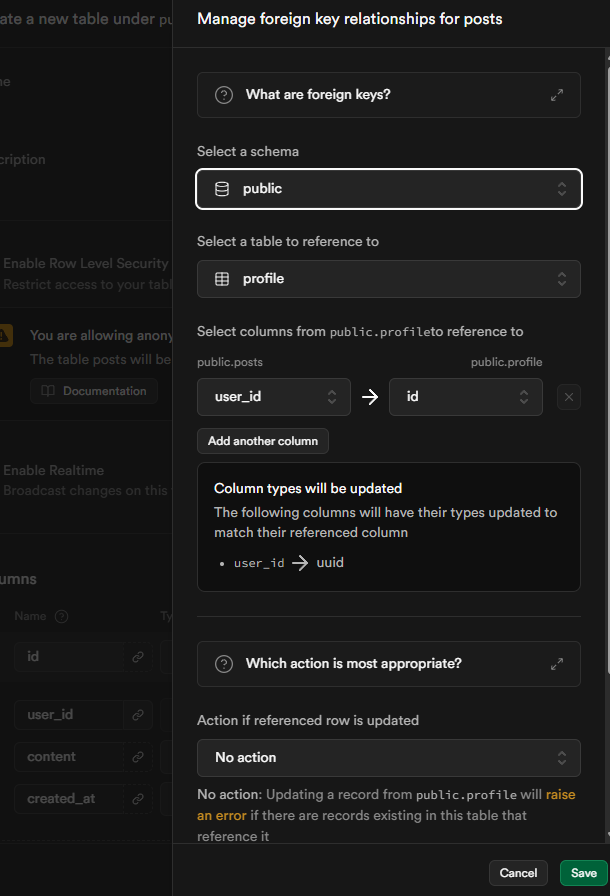 ate a new table under pu
Manage foreign key relationships for posts
What are foreign keys?
Select a schema
public
Select a table to reference to
profile
Select columns from public.profileto reference to
public.posts public.profile
user_id id
Add another column
Column types will be updated
The following columns will have their types updated to
match their referenced column
• user_id → uuid
Which action is most appropriate?
Action if referenced row is updated
No action
No action: Updating a record from public.profile will raise
an error if there are records existing in this table that
reference it
Cancel Save
me
cription
Enable Row Level Security
Restrict access to your tabl
You are allowing anony
The table posts will be
Documentation
Enable Realtime
Broadcast changes on this
umns
Name Ty
id
user_id
content
created_at